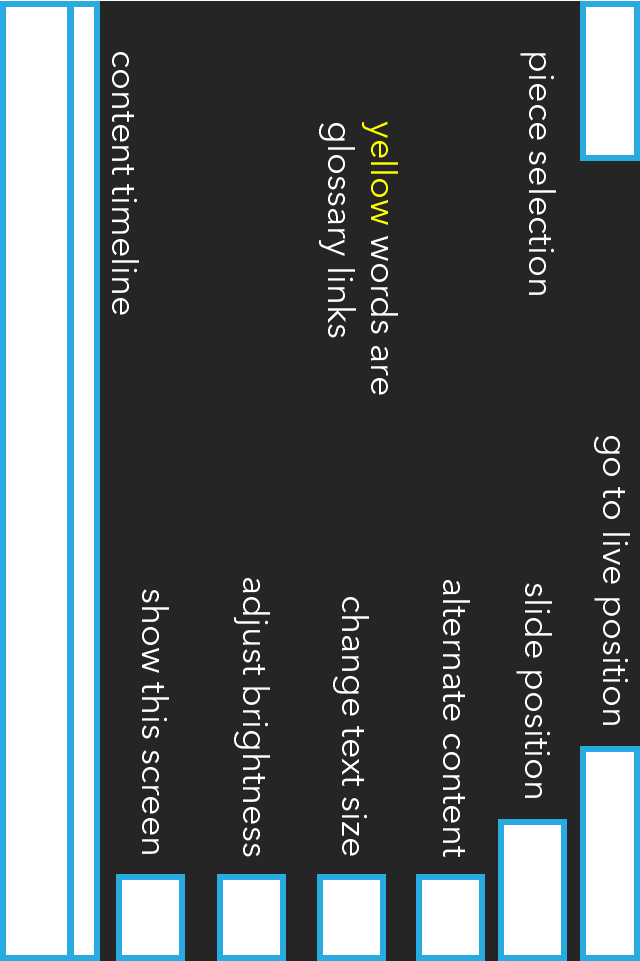 go to live position
piece selection
slide position
alternate content
yellow words are
glossary links
change text size
adjust brightness
show this screen
content timeline